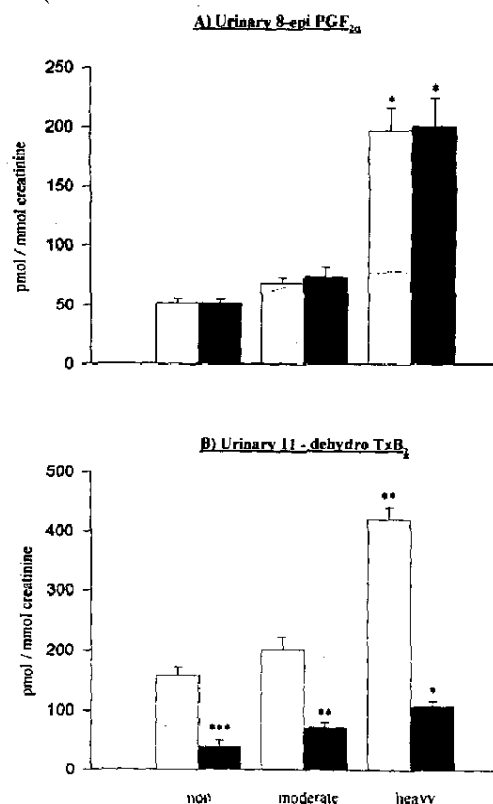 A) Urinary 8-epi PGF2α
250
200
150
100
50
0
pmol / mmol creatinine
*
*
B) Urinary 11 - dehydro TxB2
500
400
300
200
100
0
pmol / mmol creatinine
**
***
**
*
non
moderate
heavy